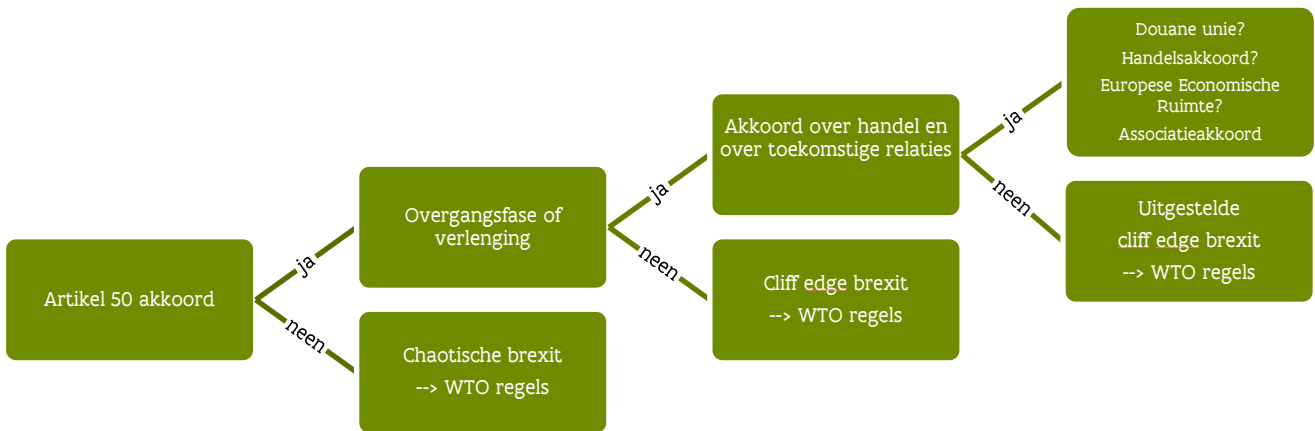 Artikel 50 akkoord
ja
neen
Overgangsfase of
verlenging
Chaotische brexit
--> WTO regels
ja
neen
Akkoord over handel en
over toekomstige relaties
Cliff edge brexit
--> WTO regels
ja
neen
Douane unie?
Handelsakkoord?
Europese Economische
Ruimte?
Associatieakkoord
Uitgestelde
cliff edge brexit
--> WTO regels